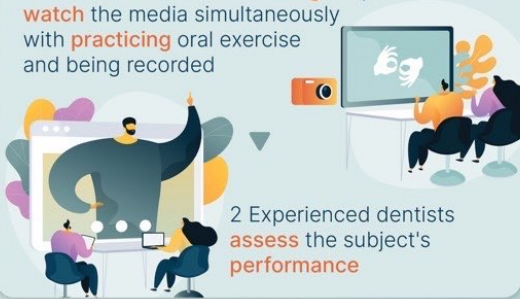 watch the media simultaneously
with practicing oral exercise
and being recorded
2 Experienced dentists
assess the subject's
performance